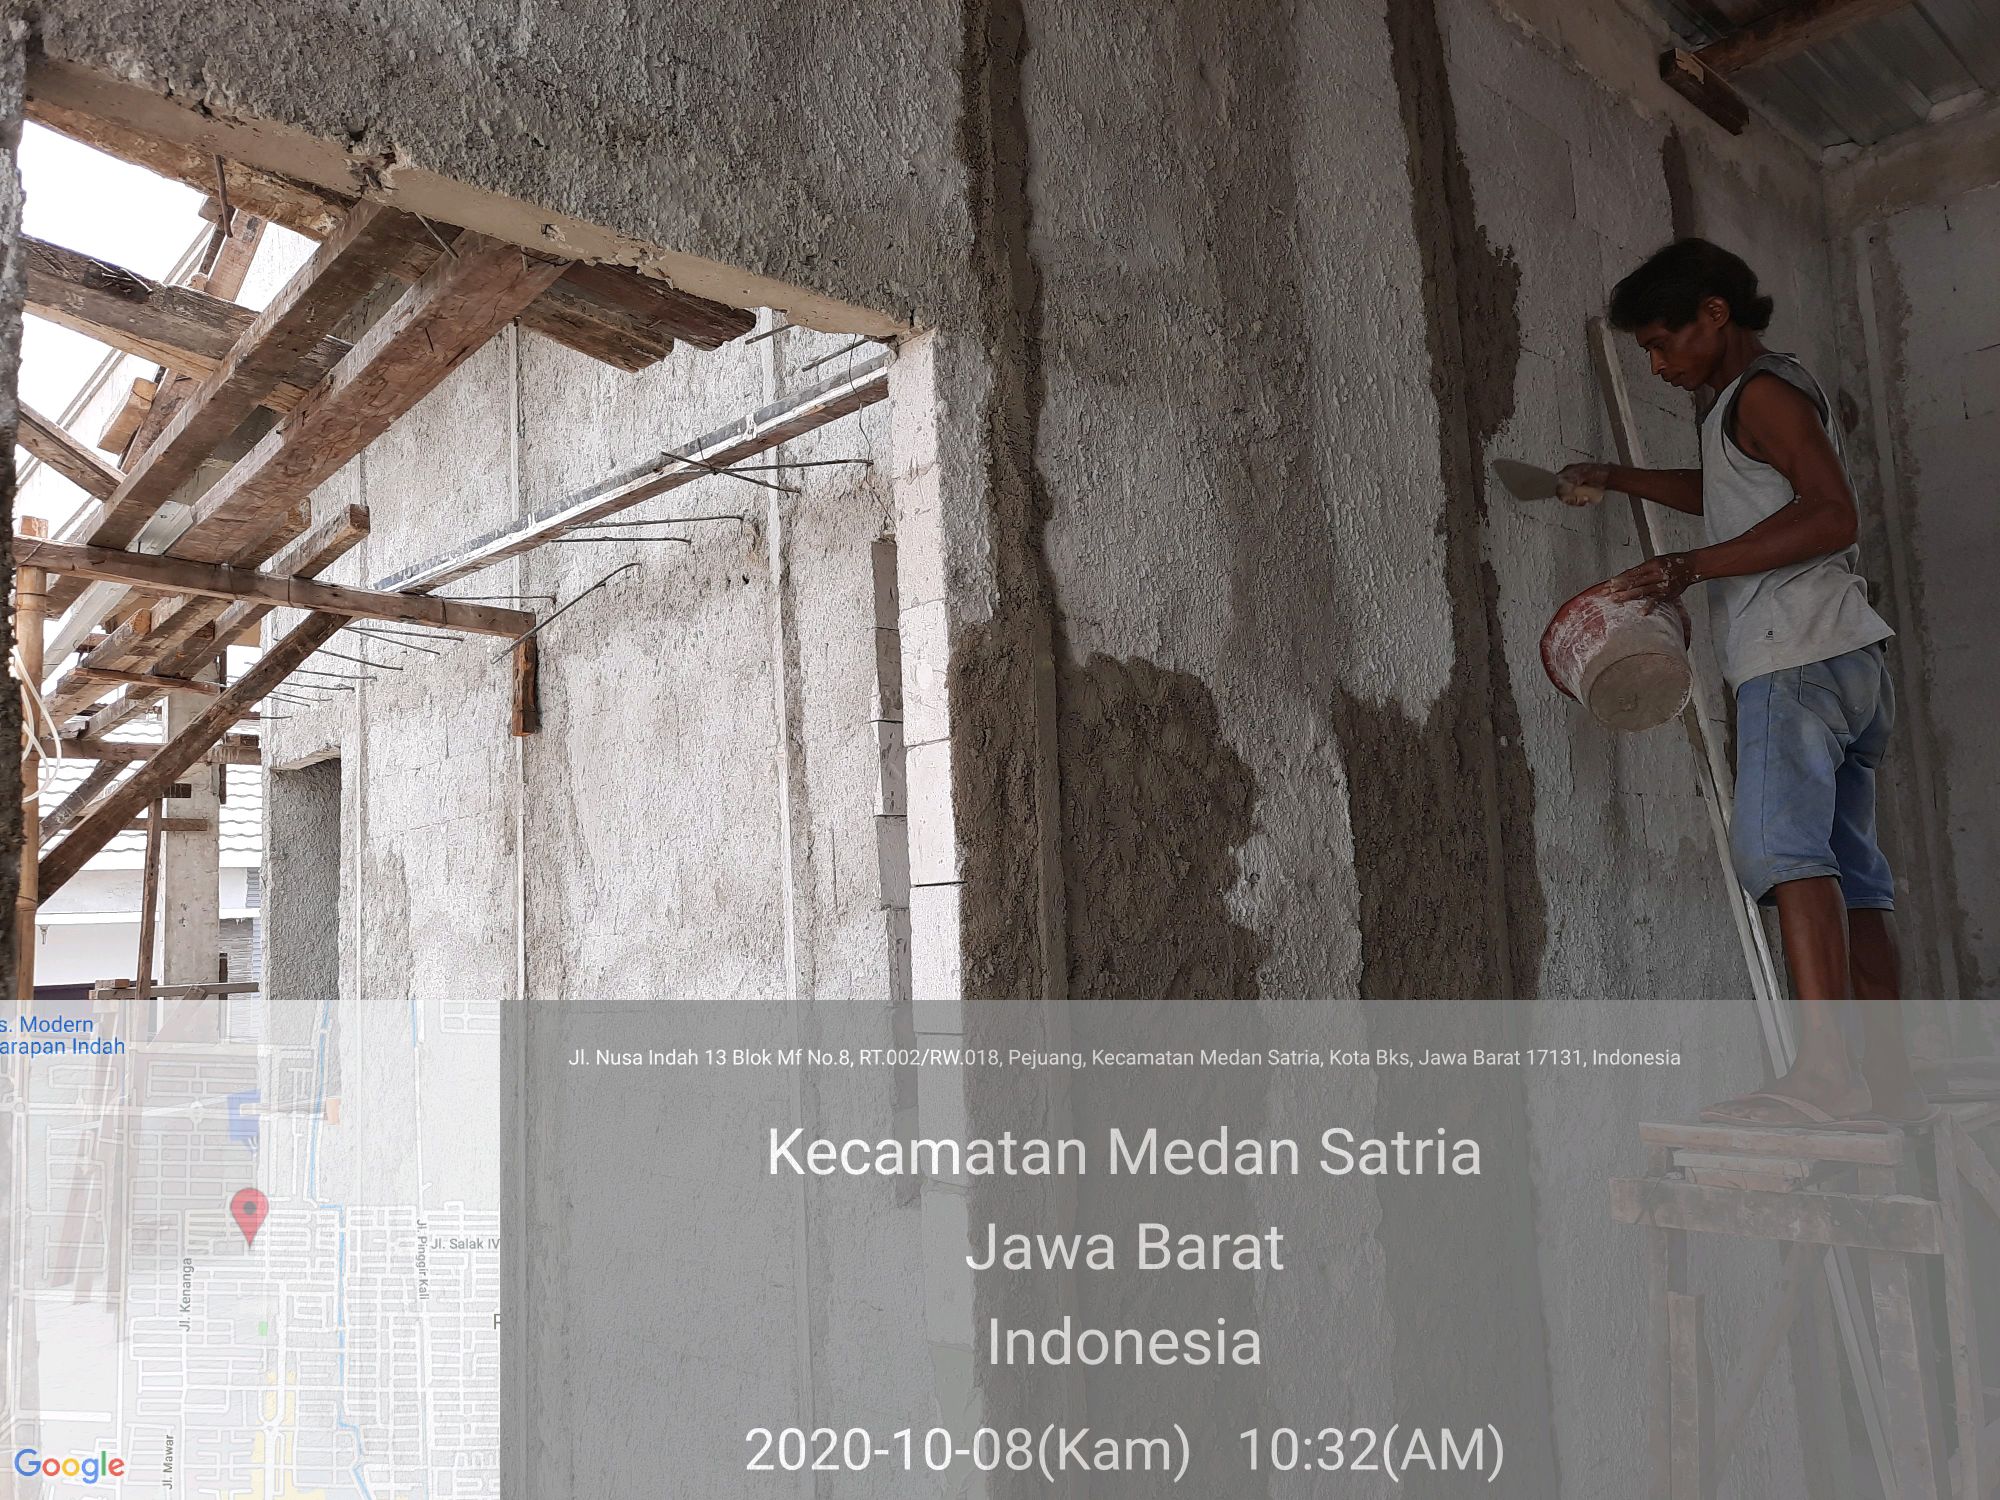 s. Modern
arapan Indah
Jl. Nusa Indah 13 Blok Mf No.8, RT.002/RW.018, Pejuang, Kecamatan Medan Satria, Kota Bks, Jawa Barat 17131, Indonesia
Kecamatan Medan Satria
Jawa Barat
Indonesia
2020-10-08(Kam) 10:32(AM)
Jl. Salak IV
Jl. Pinggir Kali
Jl. Kenanga
Jl. Mawar
Google